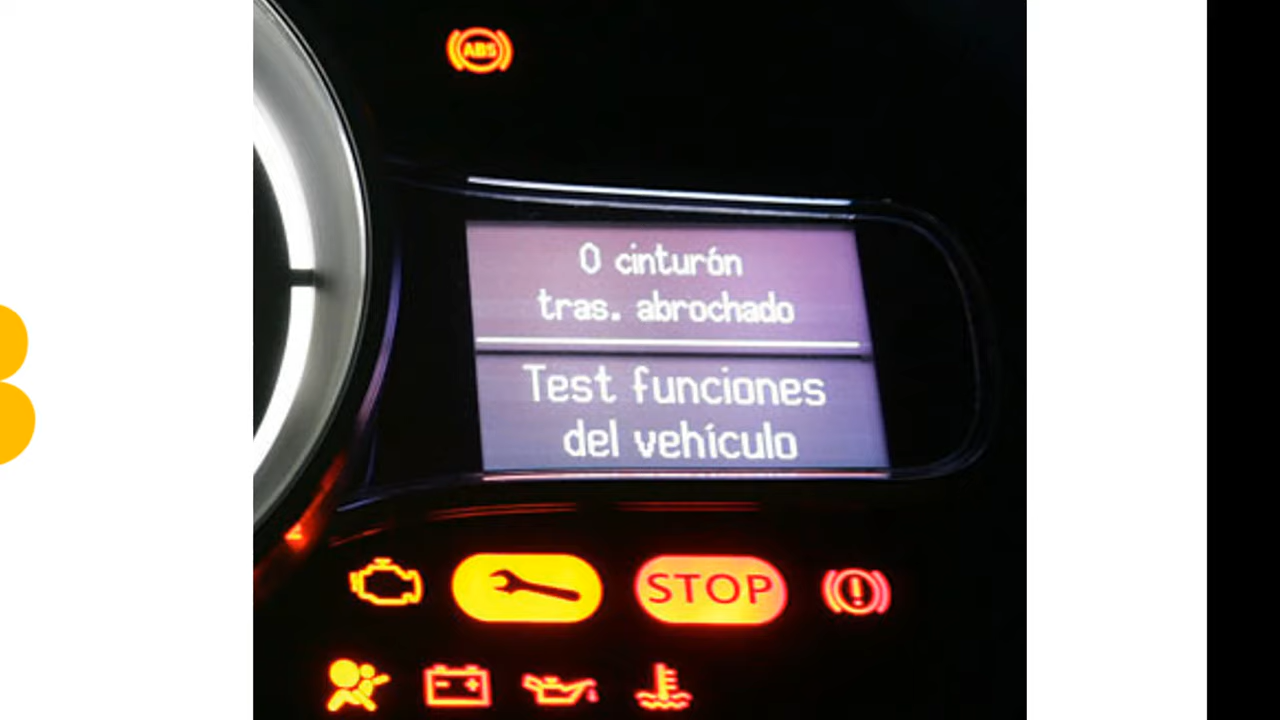 ABS
0 cinturón
tras. abrochado
Test funciones
del vehículo
STOP